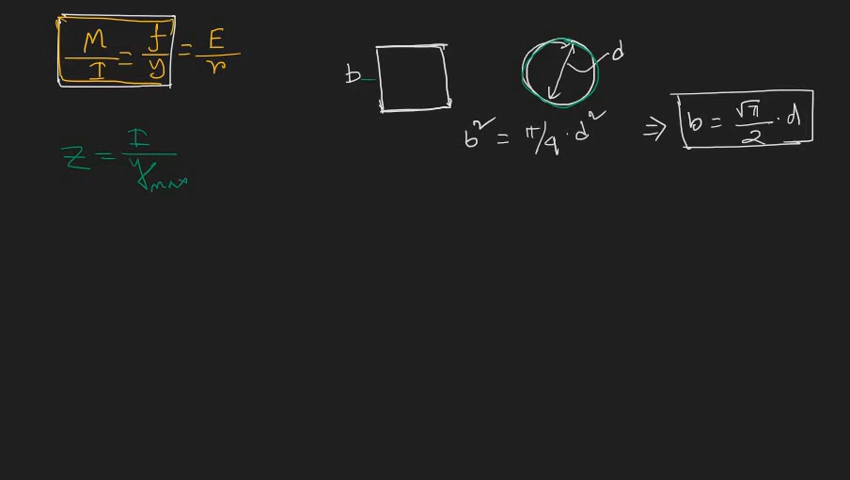 M/I = f/y = E/r
b
d
b² = π/4 · d² ⇒ b = √π/2 · d
Z = I/y_max